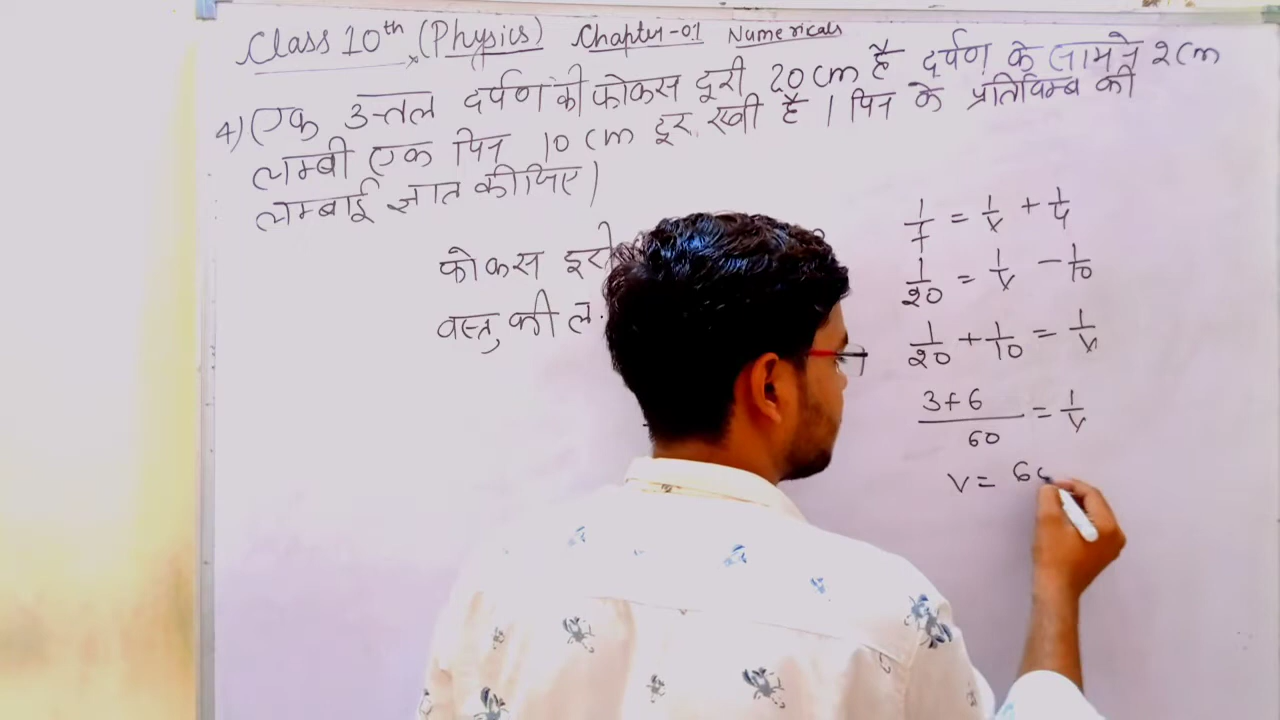 Class 10th (Physics) Chapter-01 Numericals
4) एक उत्तल दर्पण की फोकस दूरी 20 cm है दर्पण के सामने 2 cm
लम्बी एक पिन 10 cm दूर रखी है । पिन के प्रतिबिम्ब की
लम्बाई ज्ञात कीजिए ।
फोकस दूरी
वस्तु की ल.
1/f = 1/v + 1/u
1/20 = 1/v - 1/10
1/20 + 1/10 = 1/v
3+6/60 = 1/v
v = 60